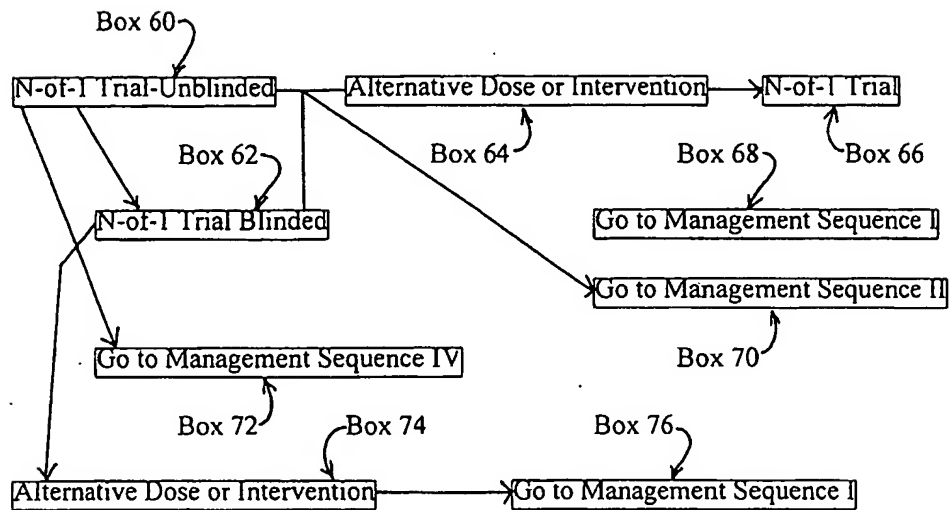 Box 60
N-of-1 Trial-Unblinded
Alternative Dose or Intervention
N-of-1 Trial
Box 62
Box 64
Box 68
Box 66
N-of-1 Trial Blinded
Go to Management Sequence I
Go to Management Sequence II
Go to Management Sequence IV
Box 70
Box 72
Box 74
Box 76
Alternative Dose or Intervention
Go to Management Sequence I